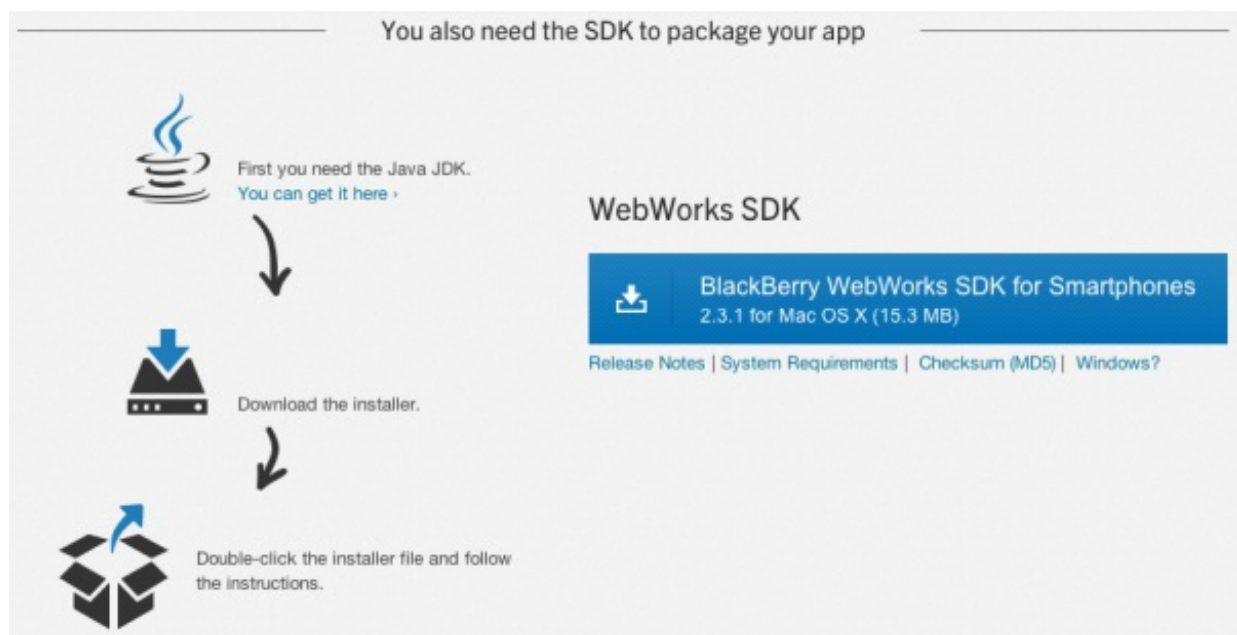 You also need the SDK to package your app
First you need the Java JDK.
You can get it here ›
Download the installer.
Double-click the installer file and follow
the instructions.
WebWorks SDK
BlackBerry WebWorks SDK for Smartphones
2.3.1 for Mac OS X (15.3 MB)
Release Notes | System Requirements | Checksum (MD5) | Windows?